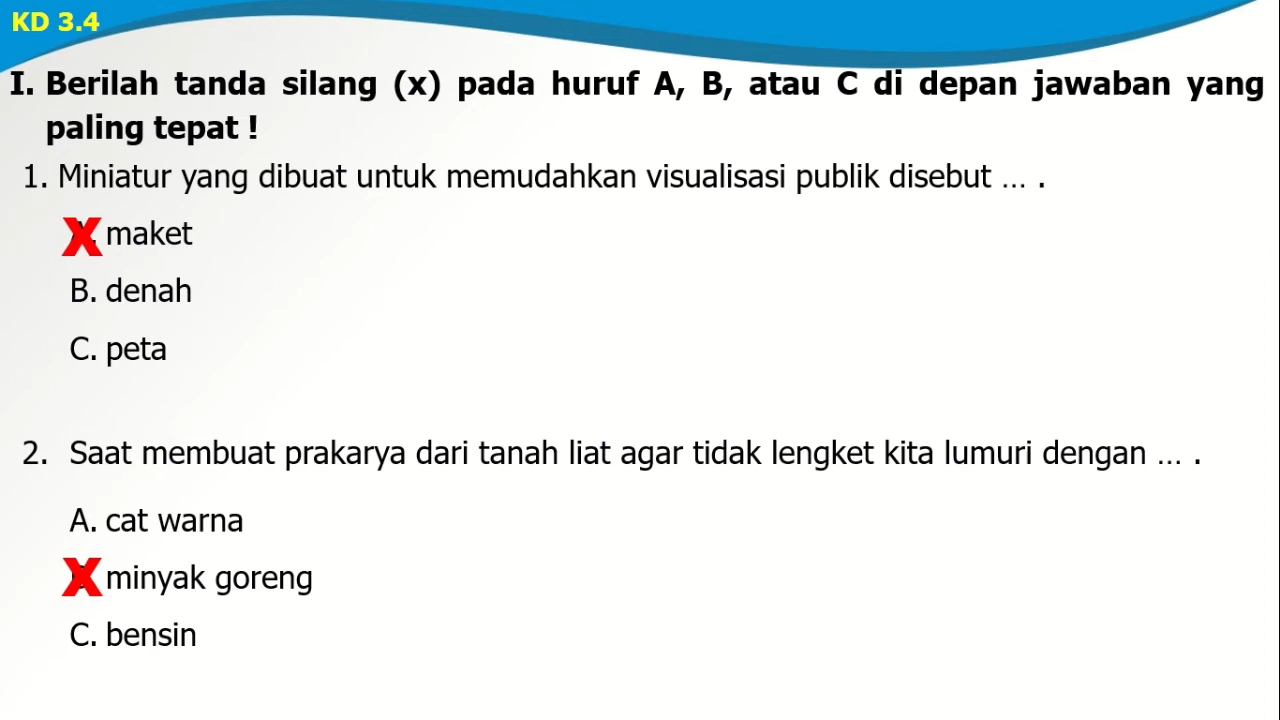 KD 3.4
I. Berilah tanda silang (x) pada huruf A, B, atau C di depan jawaban yang
paling tepat !
1. Miniatur yang dibuat untuk memudahkan visualisasi publik disebut ... .
X maket
B. denah
C. peta
2. Saat membuat prakarya dari tanah liat agar tidak lengket kita lumuri dengan ... .
A. cat warna
X minyak goreng
C. bensin